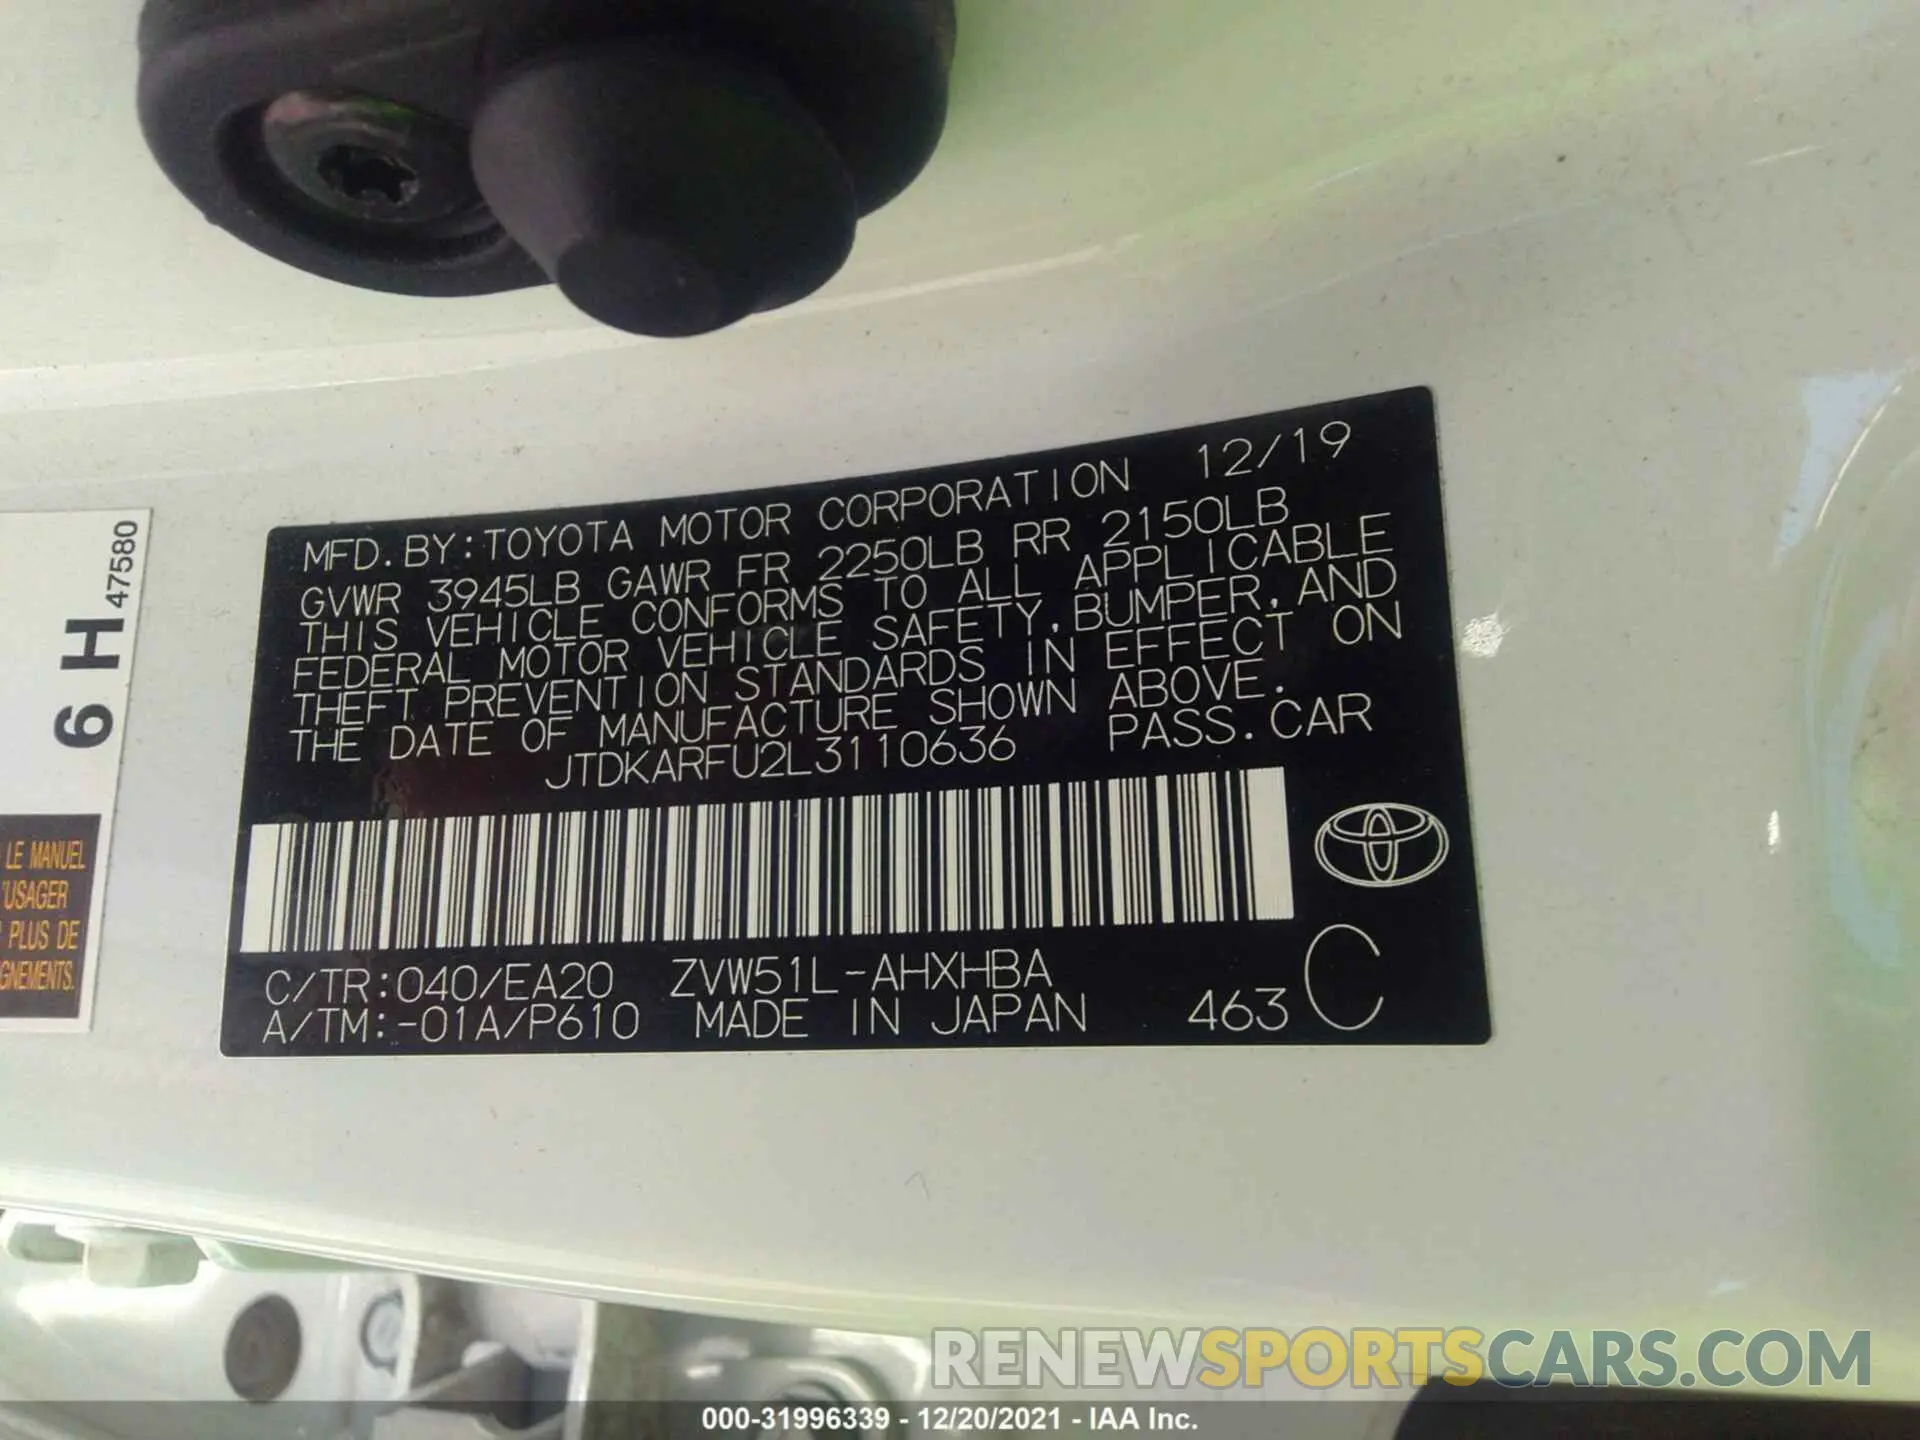 MFD. BY: TOYOTA MOTOR CORPORATION 12/19
GVWR 3945LB GAWR FR 2250LB RR 2150LB
THIS VEHICLE CONFORMS TO ALL APPLICABLE
FEDERAL MOTOR VEHICLE SAFETY, BUMPER, AND
THEFT PREVENTION STANDARDS IN EFFECT ON
THE DATE OF MANUFACTURE SHOWN ABOVE.
JTDKARFU2L3110636 PASS. CAR
C/TR:040/EA20 ZVW51L-AHXHBA
A/TM:-01A/P610 MADE IN JAPAN 463 C
6 H 47580
LE MANUEL
'USAGER
PLUS DE
GNEMENTS.
RENEWSPORTSCARS.COM
000-31996339 - 12/20/2021 - IAA Inc.